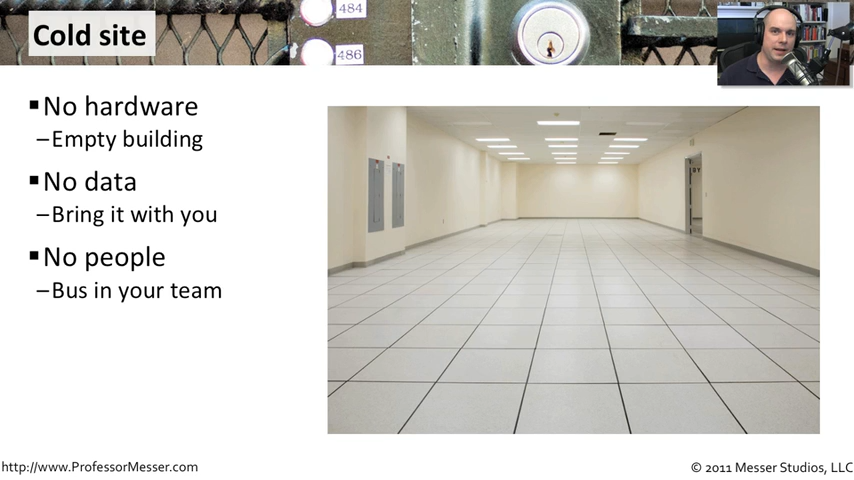 Cold site
484
486
▪No hardware
–Empty building
▪No data
–Bring it with you
▪No people
–Bus in your team
BY
http://www.ProfessorMesser.com
© 2011 Messer Studios, LLC